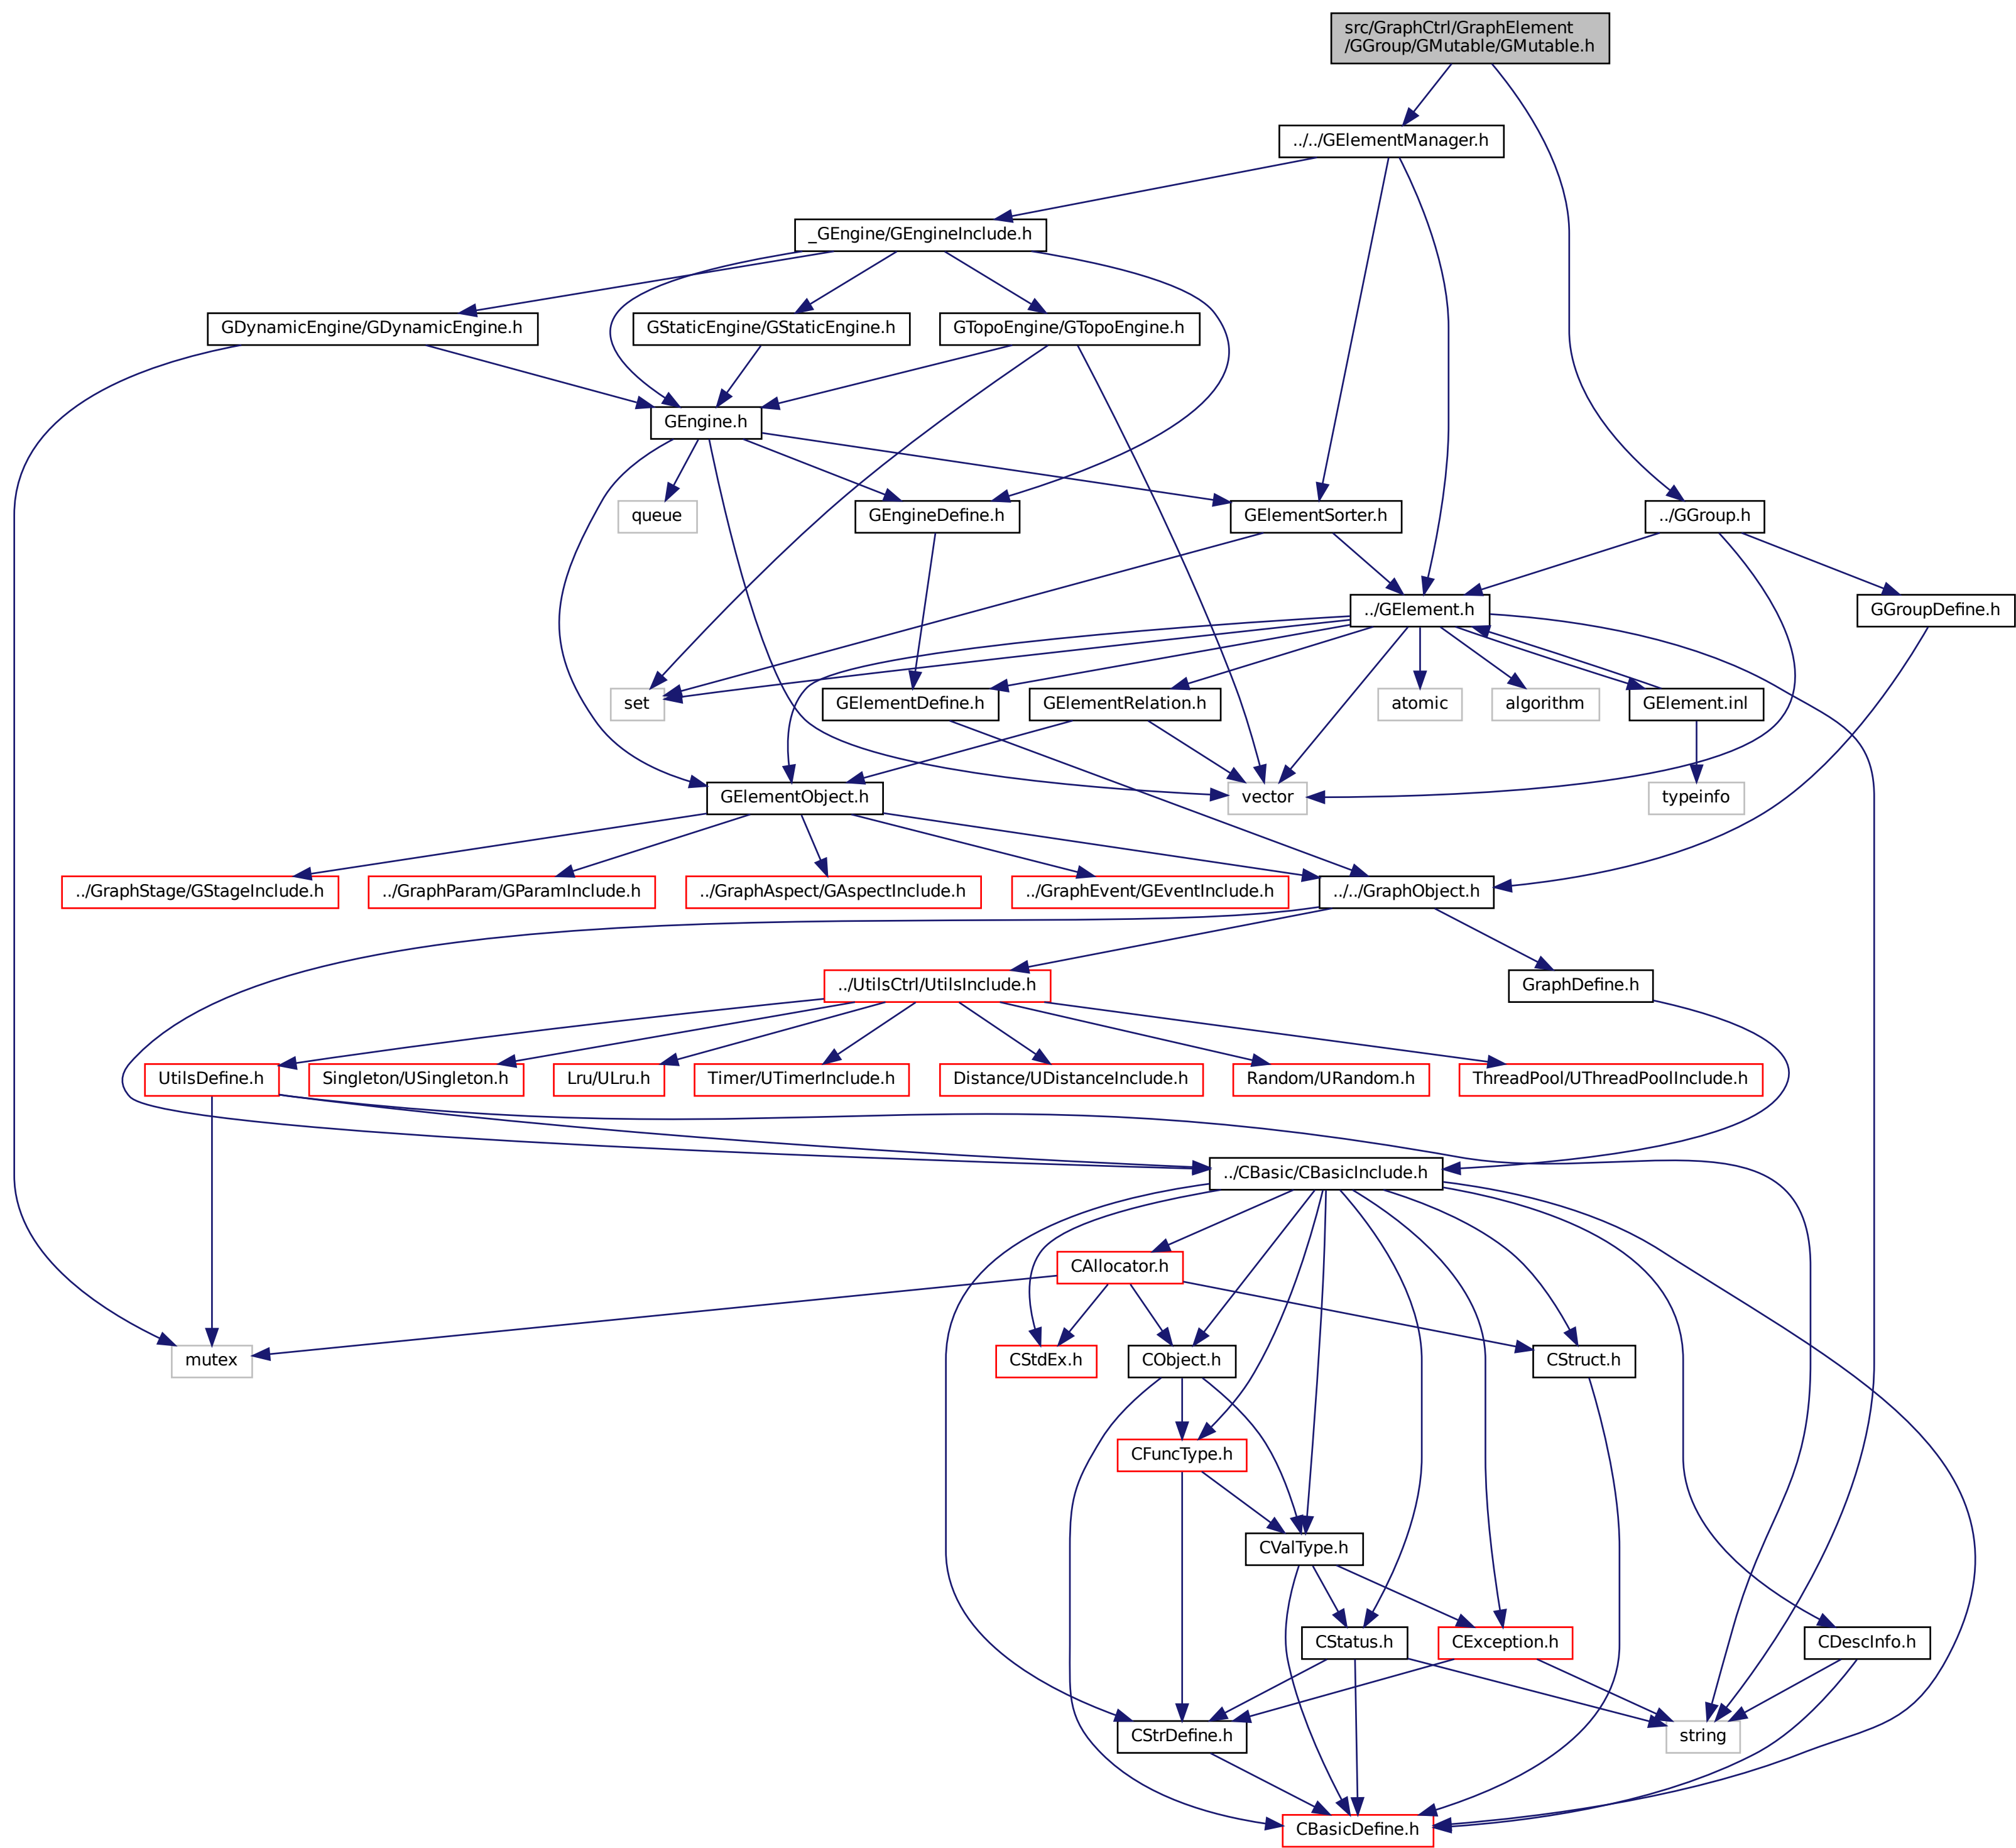 src/GraphCtrl/GraphElement
/GGroup/GMutable/GMutable.h
../../GElementManager.h
_GEngine/GEngineInclude.h
GDynamicEngine/GDynamicEngine.h
GStaticEngine/GStaticEngine.h
GTopoEngine/GTopoEngine.h
GEngine.h
queue
GEngineDefine.h
GElementSorter.h
../GGroup.h
../GElement.h
GGroupDefine.h
set
GElementDefine.h
GElementRelation.h
atomic
algorithm
GElement.inl
GElementObject.h
vector
typeinfo
../GraphStage/GStageInclude.h
../GraphParam/GParamInclude.h
../GraphAspect/GAspectInclude.h
../GraphEvent/GEventInclude.h
../../GraphObject.h
../UtilsCtrl/UtilsInclude.h
GraphDefine.h
UtilsDefine.h
Singleton/USingleton.h
Lru/ULru.h
Timer/UTimerInclude.h
Distance/UDistanceInclude.h
Random/URandom.h
ThreadPool/UThreadPoolInclude.h
../CBasic/CBasicInclude.h
CAllocator.h
mutex
CStdEx.h
CObject.h
CStruct.h
CFuncType.h
CValType.h
CStatus.h
CException.h
CDescInfo.h
CStrDefine.h
string
CBasicDefine.h